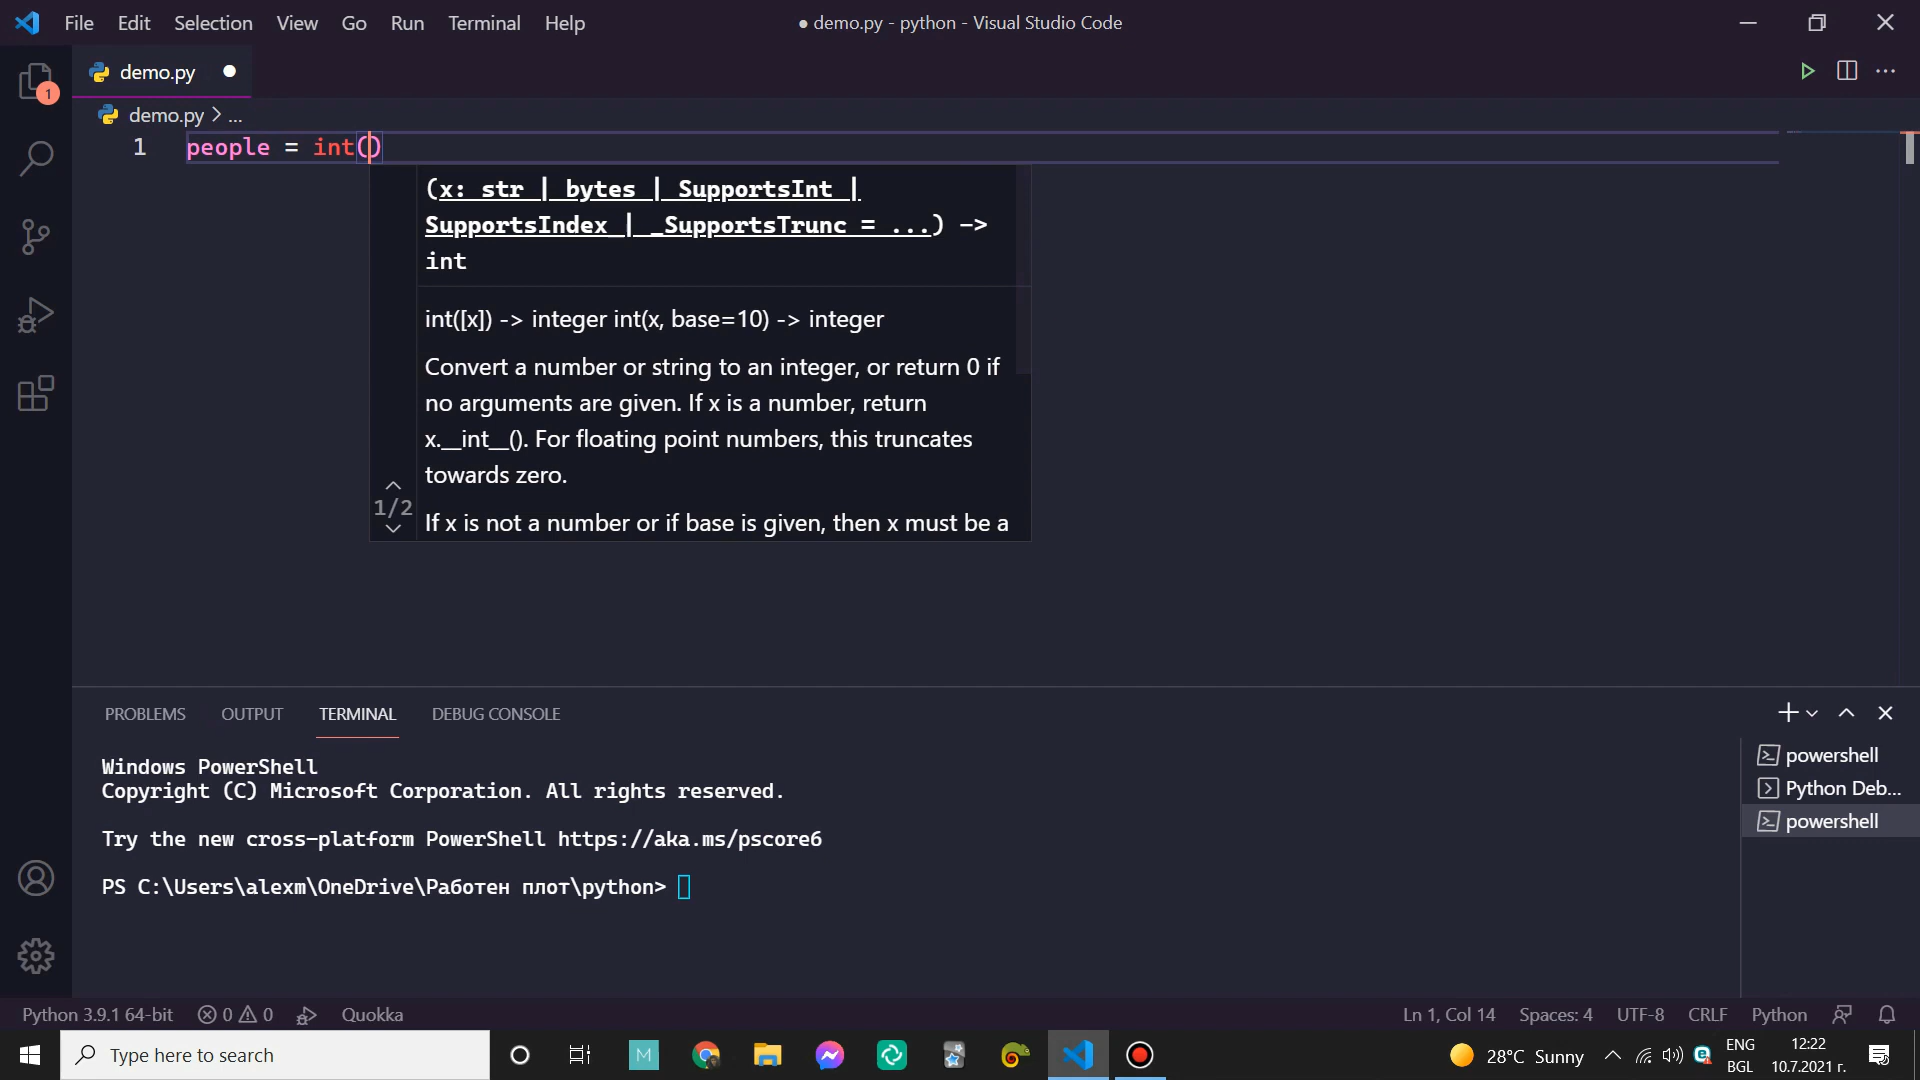 File Edit Selection View Go Run Terminal Help
● demo.py - python - Visual Studio Code
1
demo.py ●
demo.py > ...
1 people = int()
(x: str | bytes | SupportsInt |
SupportsIndex | _SupportsTrunc = ...) ->
int
int([x]) -> integer int(x, base=10) -> integer
Convert a number or string to an integer, or return 0 if
no arguments are given. If x is a number, return
x.__int__(). For floating point numbers, this truncates
towards zero.
1/2
If x is not a number or if base is given, then x must be a
PROBLEMS OUTPUT TERMINAL DEBUG CONSOLE
Windows PowerShell
Copyright (C) Microsoft Corporation. All rights reserved.
Try the new cross-platform PowerShell https://aka.ms/pscore6
PS C:\Users\alexm\OneDrive\Работен плот\python>
powershell
Python Deb...
powershell
Python 3.9.1 64-bit 0 0 Quokka
Ln 1, Col 14 Spaces: 4 UTF-8 CRLF Python
Type here to search
M
28°C Sunny
ENG
BGL
12:22
10.7.2021 г.